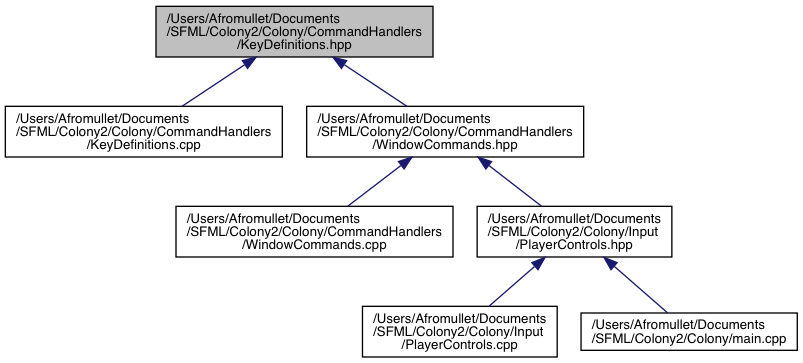 /Users/Afromullet/Documents
/SFML/Colony2/Colony/CommandHandlers
/KeyDefinitions.hpp
/Users/Afromullet/Documents
/SFML/Colony2/Colony/CommandHandlers
/KeyDefinitions.cpp
/Users/Afromullet/Documents
/SFML/Colony2/Colony/CommandHandlers
/WindowCommands.hpp
/Users/Afromullet/Documents
/SFML/Colony2/Colony/CommandHandlers
/WindowCommands.cpp
/Users/Afromullet/Documents
/SFML/Colony2/Colony/Input
/PlayerControls.hpp
/Users/Afromullet/Documents
/SFML/Colony2/Colony/Input
/PlayerControls.cpp
/Users/Afromullet/Documents
/SFML/Colony2/Colony/main.cpp